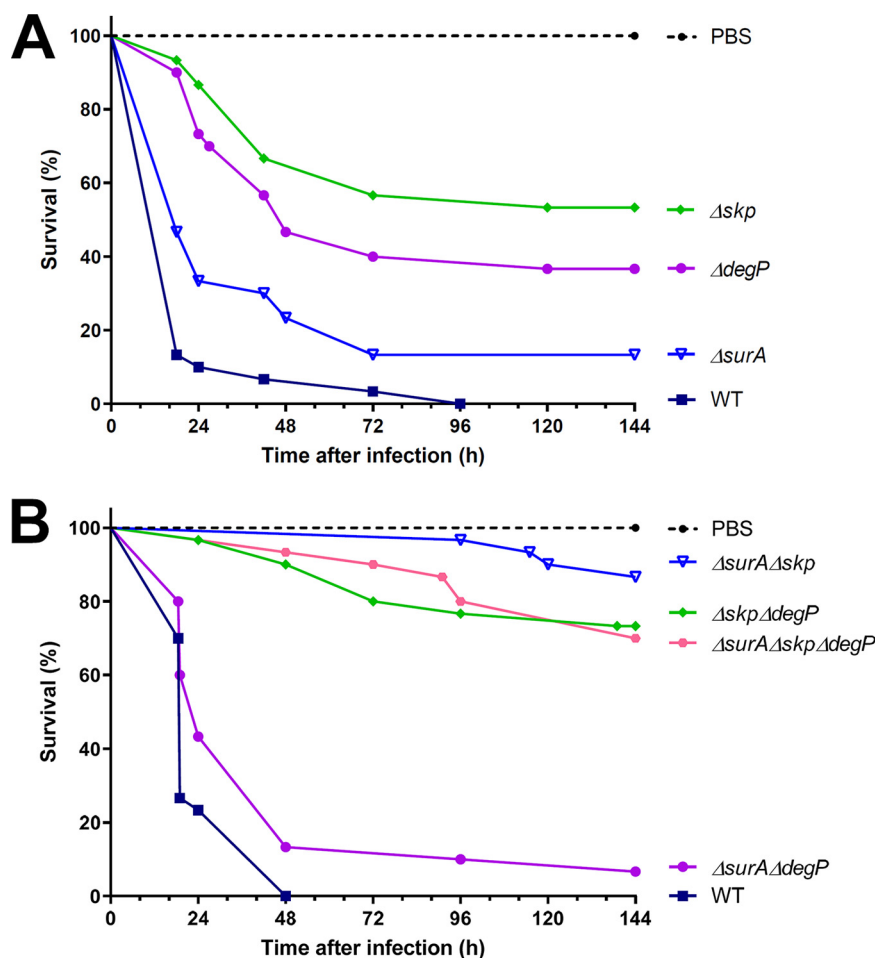 A
Survival (%)
100
80
60
40
20
0
0 24 48 72 96 120 144
Time after infection (h)
PBS
Δskp
ΔdegP
ΔsurA
WT
B
Survival (%)
100
80
60
40
20
0
0 24 48 72 96 120 144
Time after infection (h)
PBS
ΔsurAΔskp
ΔskpΔdegP
ΔsurAΔskpΔdegP
ΔsurAΔdegP
WT